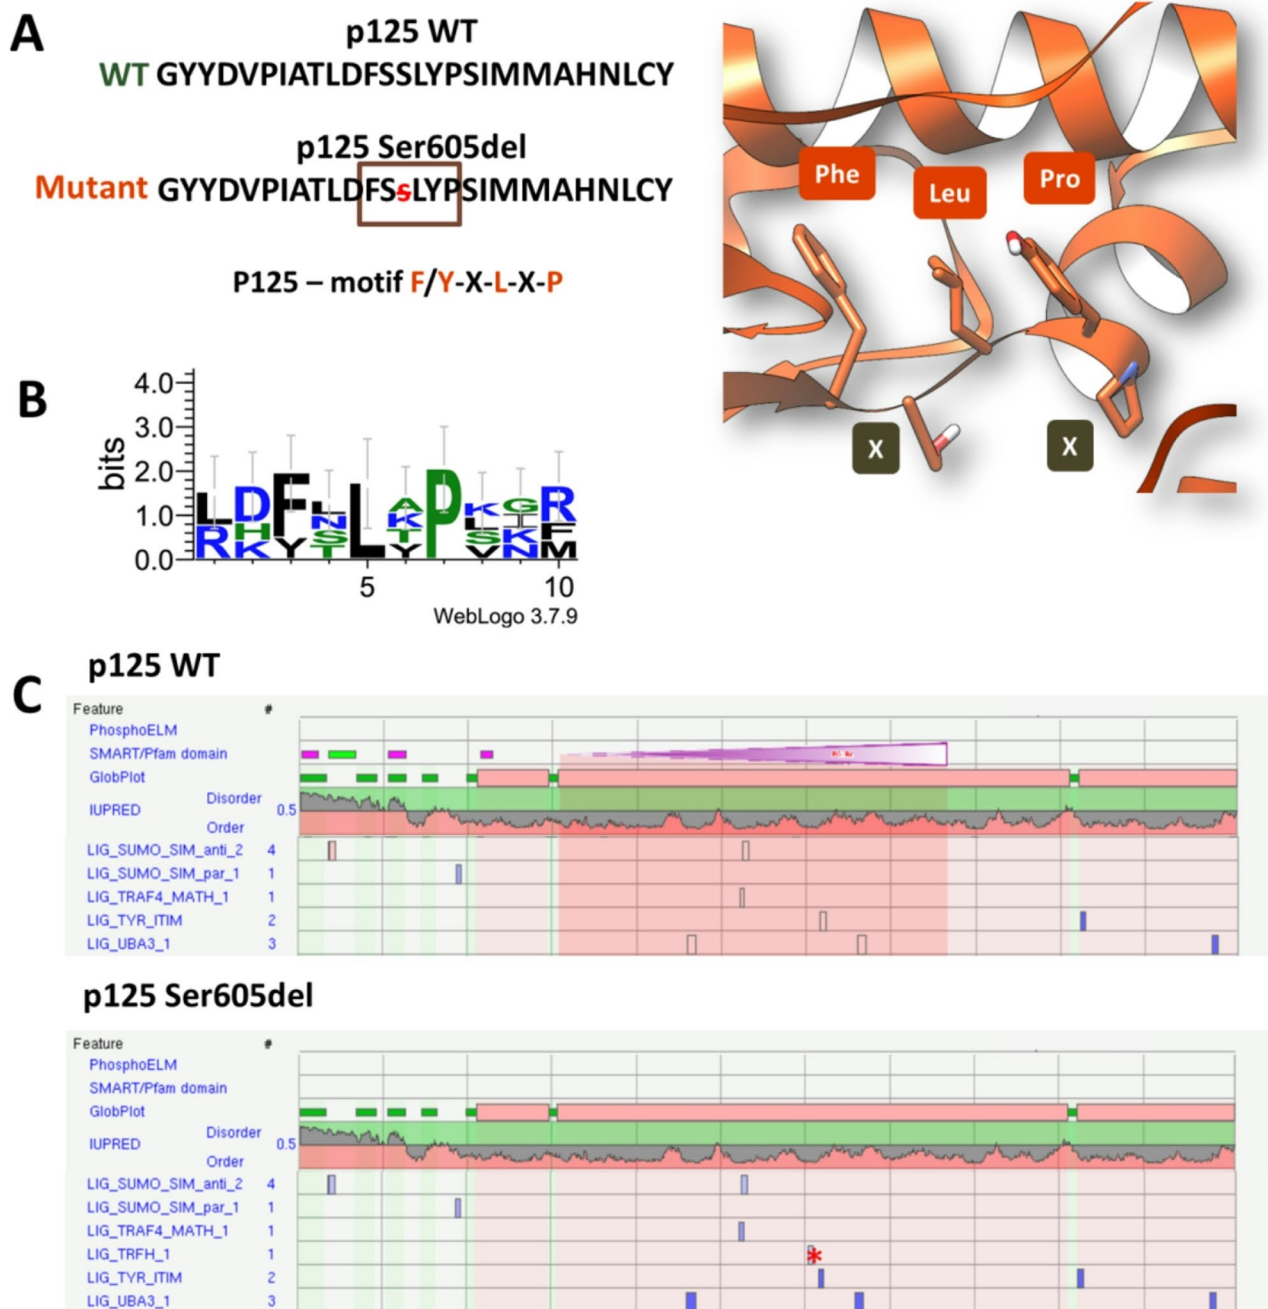 A
p125 WT
WT GYYDVPIATLDFSSLYPSIMMAHNLCY
p125 Ser605del
Mutant GYYDVPIATLDFSsLYPSIMMAHNLCY
P125 – motif F/Y-X-L-X-P
Phe
Leu
Pro
X
X
B
bits
4.0
3.0
2.0
1.0
0.0
L D F L L A P K G R
R H Y N K L I F
K S T S K M
T Y V N
5
10
WebLogo 3.7.9
C
p125 WT
Feature #
PhosphoELM
SMART/Pfam domain
GlobPlot
Disorder
IUPRED 0.5
Order
LIG_SUMO_SIM_anti_2 4
LIG_SUMO_SIM_par_1 1
LIG_TRAF4_MATH_1 1
LIG_TYR_ITIM 2
LIG_UBA3_1 3
p125 Ser605del
Feature #
PhosphoELM
SMART/Pfam domain
GlobPlot
Disorder
IUPRED 0.5
Order
LIG_SUMO_SIM_anti_2 4
LIG_SUMO_SIM_par_1 1
LIG_TRAF4_MATH_1 1
LIG_TRFH_1 1 *
LIG_TYR_ITIM 2
LIG_UBA3_1 3